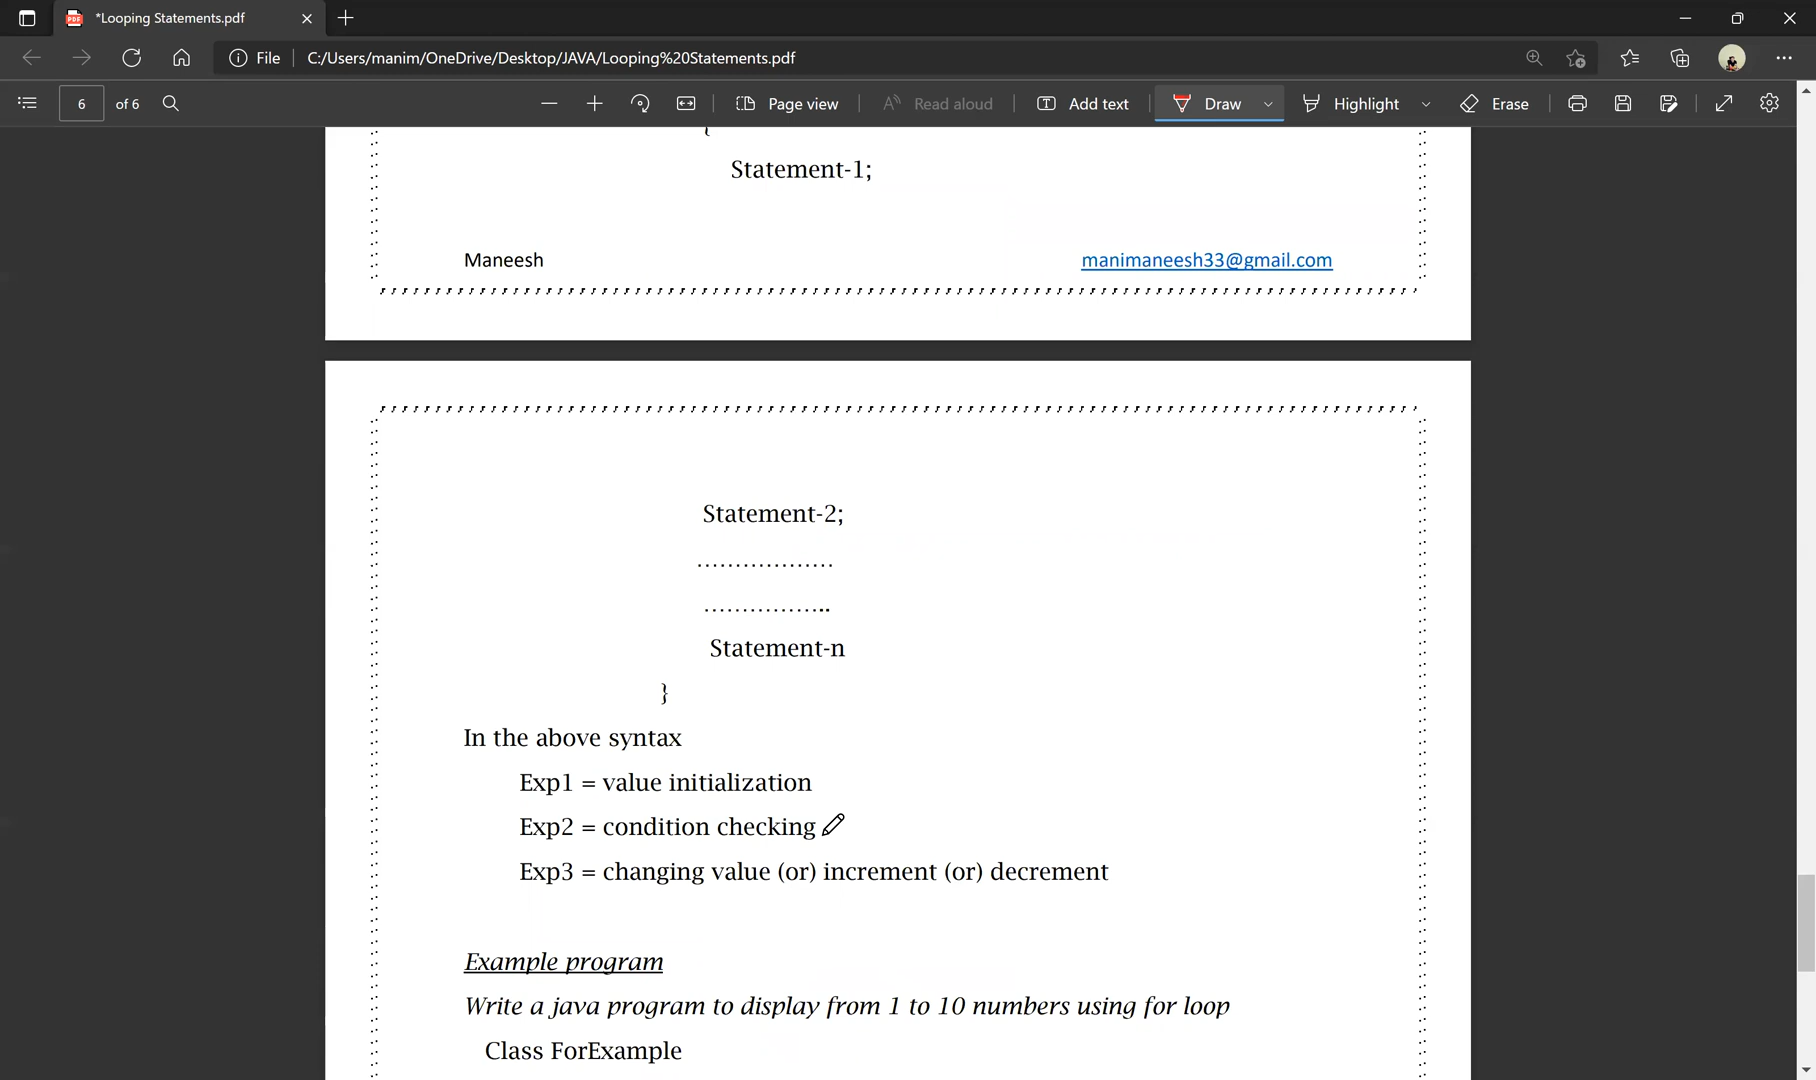 *Looping Statements.pdf
File C:/Users/manim/OneDrive/Desktop/JAVA/Looping%20Statements.pdf
6 of 6 Page view Read aloud Add text Draw Highlight Erase
{
Statement-1;
Maneesh manimaneesh33@gmail.com
Statement-2;
………………
……………..
Statement-n
}
In the above syntax
Exp1 = value initialization
Exp2 = condition checking
Exp3 = changing value (or) increment (or) decrement
Example program
Write a java program to display from 1 to 10 numbers using for loop
Class ForExample